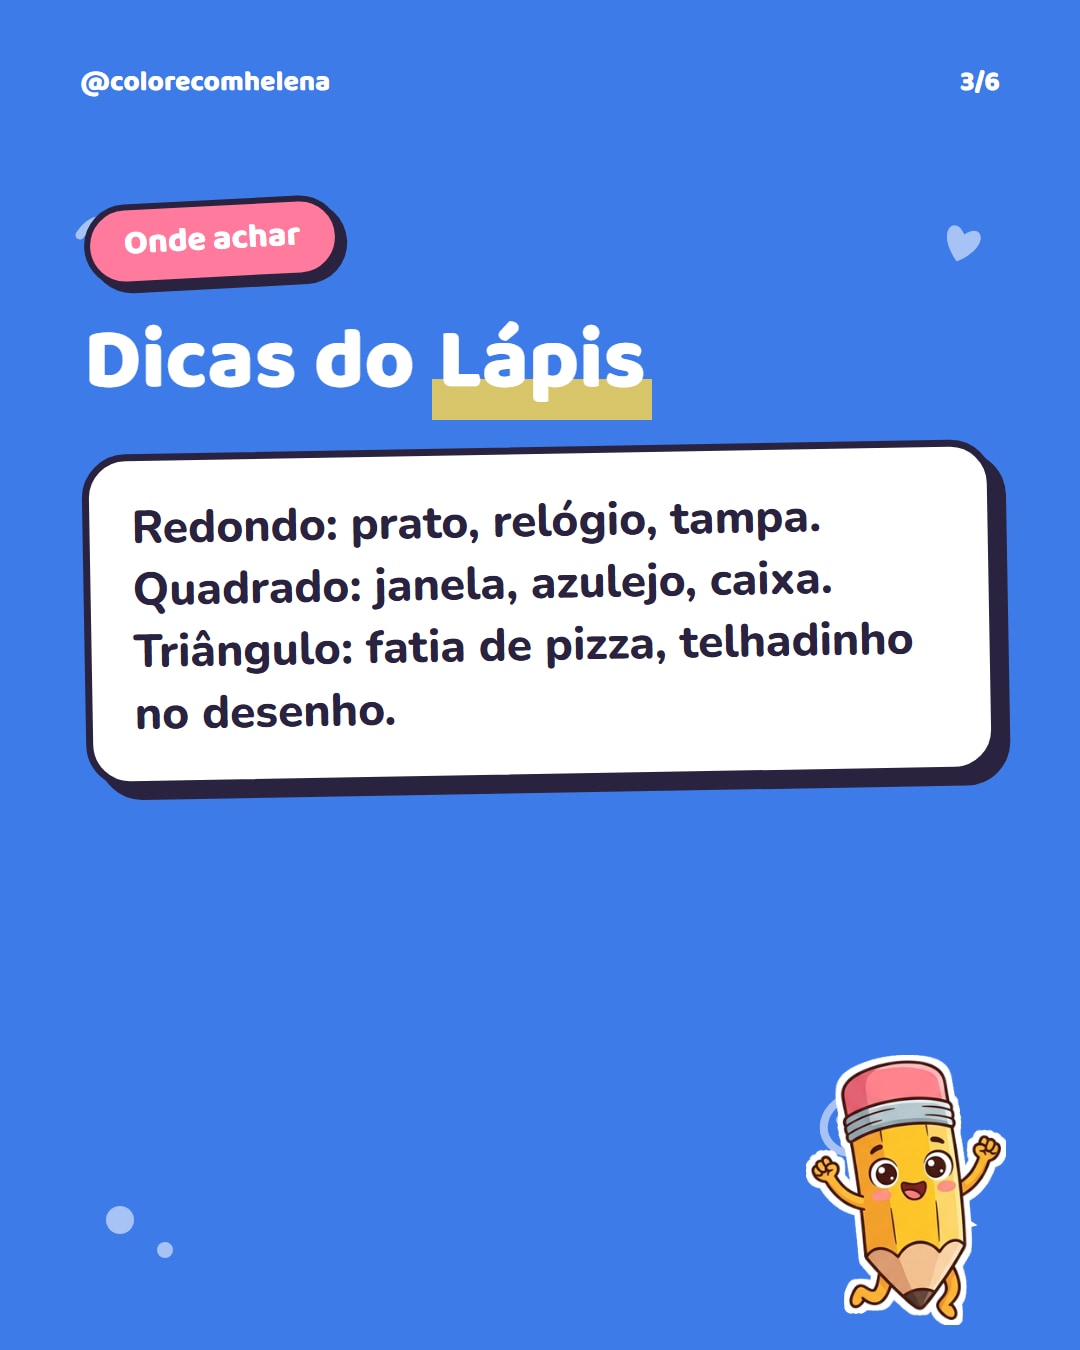 @colorecomhelena
3/6
Onde achar
Dicas do Lápis
Redondo: prato, relógio, tampa.
Quadrado: janela, azulejo, caixa.
Triângulo: fatia de pizza, telhadinho
no desenho.